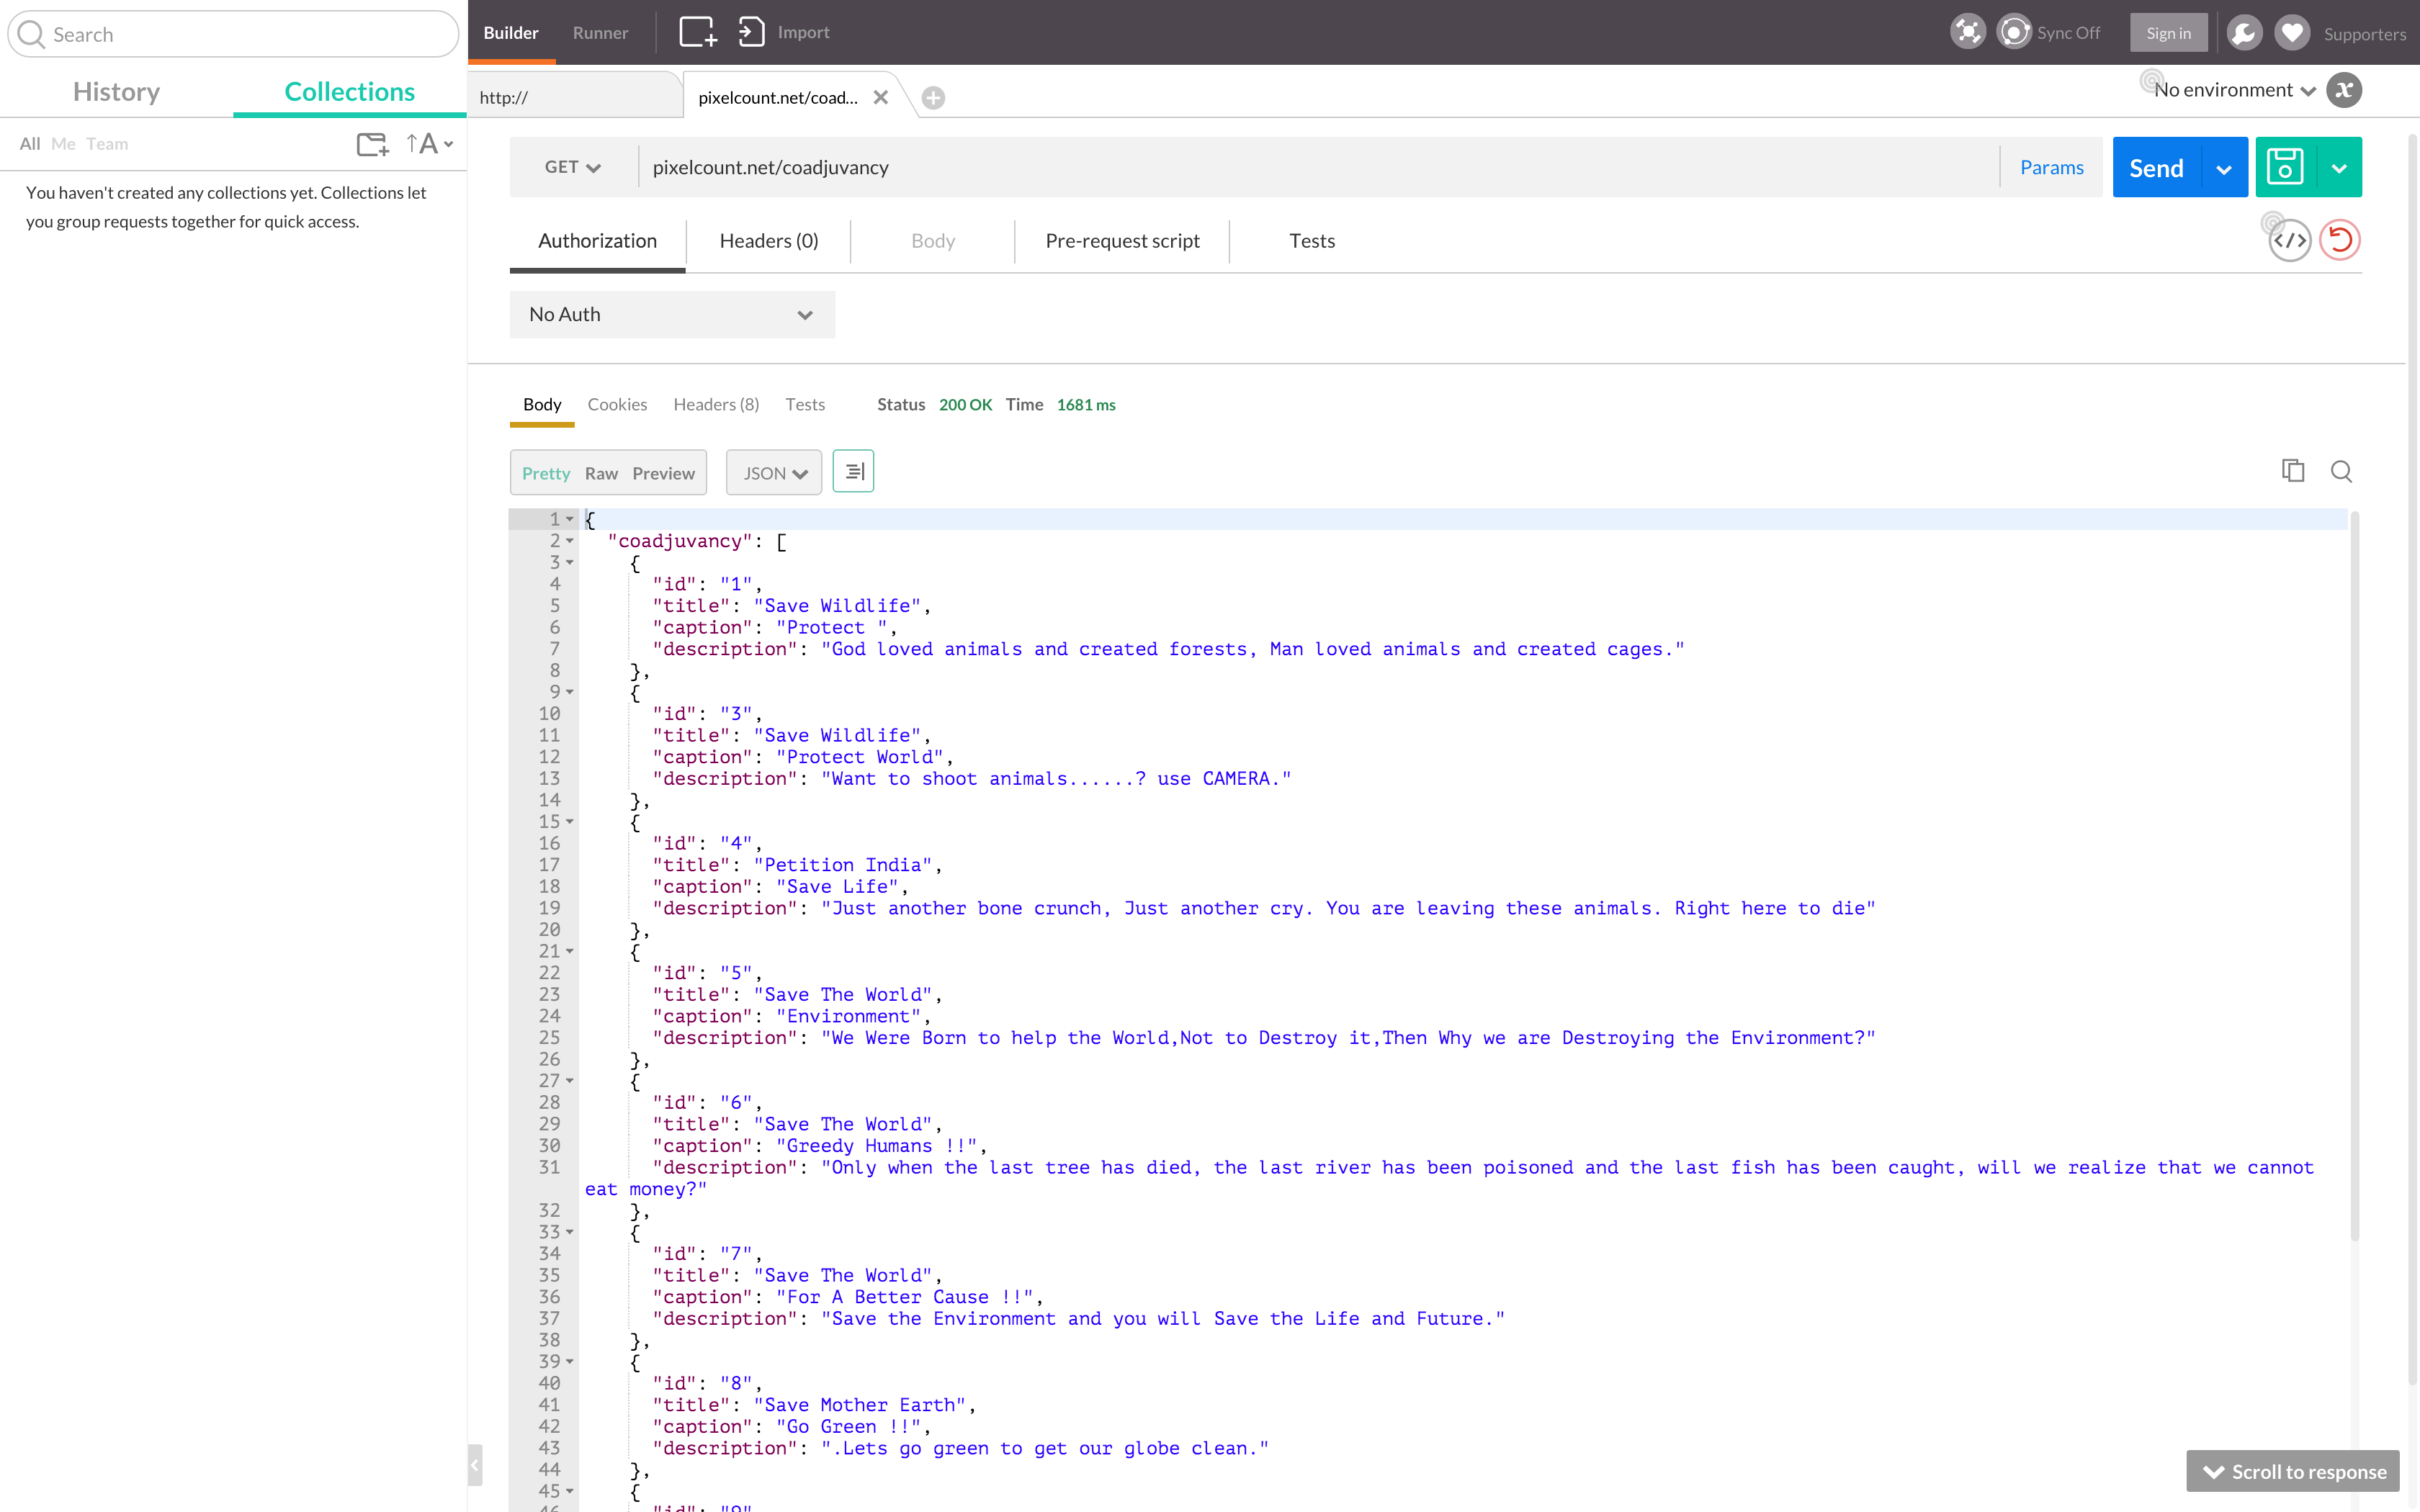 Search
Builder Runner Import Sync Off Sign in Supporters
History Collections
http:// pixelcount.net/coad... No environment
All Me Team
You haven't created any collections yet. Collections let
you group requests together for quick access.
GET pixelcount.net/coadjuvancy Params Send
Authorization Headers (0) Body Pre-request script Tests
No Auth
Body Cookies Headers (8) Tests Status 200 OK Time 1681 ms
Pretty Raw Preview JSON
1 {
2 "coadjuvancy": [
3 {
4 "id": "1",
5 "title": "Save Wildlife",
6 "caption": "Protect ",
7 "description": "God loved animals and created forests, Man loved animals and created cages."
8 },
9 {
10 "id": "3",
11 "title": "Save Wildlife",
12 "caption": "Protect World",
13 "description": "Want to shoot animals......? use CAMERA."
14 },
15 {
16 "id": "4",
17 "title": "Petition India",
18 "caption": "Save Life",
19 "description": "Just another bone crunch, Just another cry. You are leaving these animals. Right here to die"
20 },
21 {
22 "id": "5",
23 "title": "Save The World",
24 "caption": "Environment",
25 "description": "We Were Born to help the World,Not to Destroy it,Then Why we are Destroying the Environment?"
26 },
27 {
28 "id": "6",
29 "title": "Save The World",
30 "caption": "Greedy Humans !!",
31 "description": "Only when the last tree has died, the last river has been poisoned and the last fish has been caught, will we realize that we cannot
eat money?"
32 },
33 {
34 "id": "7",
35 "title": "Save The World",
36 "caption": "For A Better Cause !!",
37 "description": "Save the Environment and you will Save the Life and Future."
38 },
39 {
40 "id": "8",
41 "title": "Save Mother Earth",
42 "caption": "Go Green !!",
43 "description": ".Lets go green to get our globe clean."
44 },
45 {
46 "id": "9"
Scroll to response